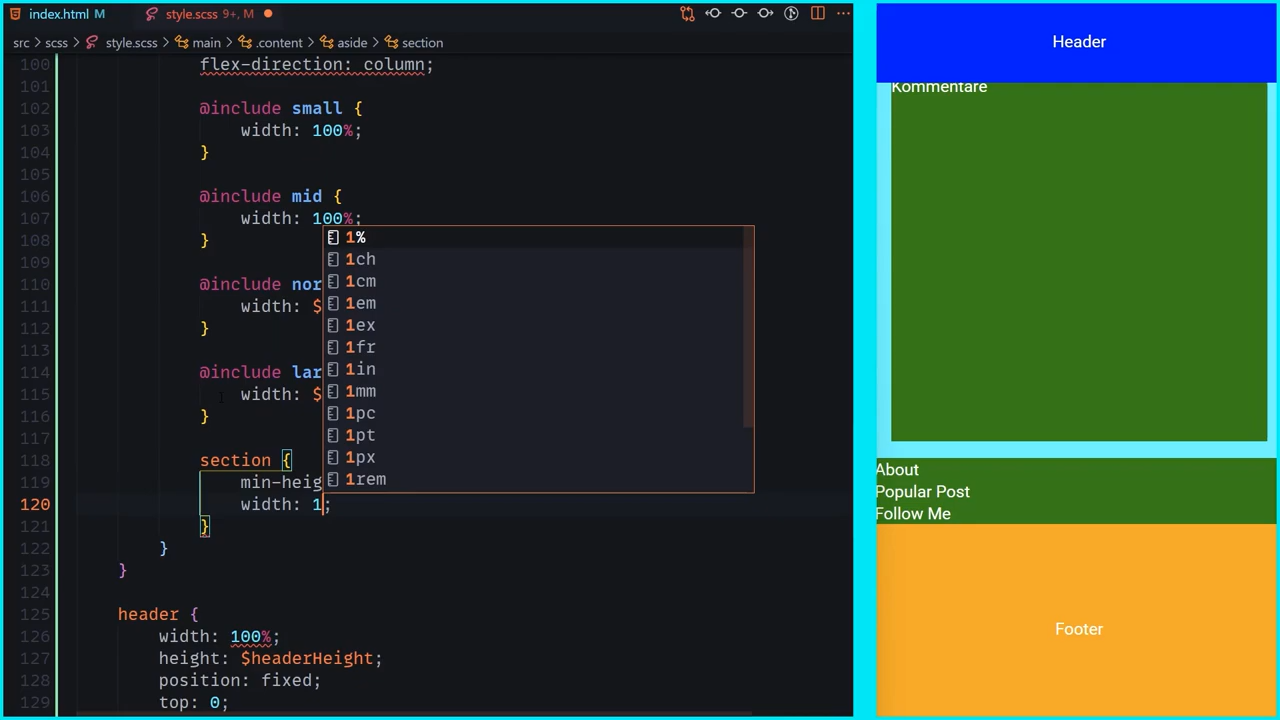 index.html M
style.scss 9+, M
src > scss > style.scss > main > .content > aside > section
100 flex-direction: column;
101
102 @include small {
103 width: 100%;
104 }
105
106 @include mid {
107 width: 100%;
108 }
109
110 @include nor
111 width: $
112 }
113
114 @include lar
115 width: $
116 }
117
118 section {
119 min-heig
120 width: 1;
121 }
122 }
123 }
124
125 header {
126 width: 100%;
127 height: $headerHeight;
128 position: fixed;
129 top: 0;
1%
1ch
1cm
1em
1ex
1fr
1in
1mm
1pc
1pt
1px
1rem
Header
Kommentare
About
Popular Post
Follow Me
Footer